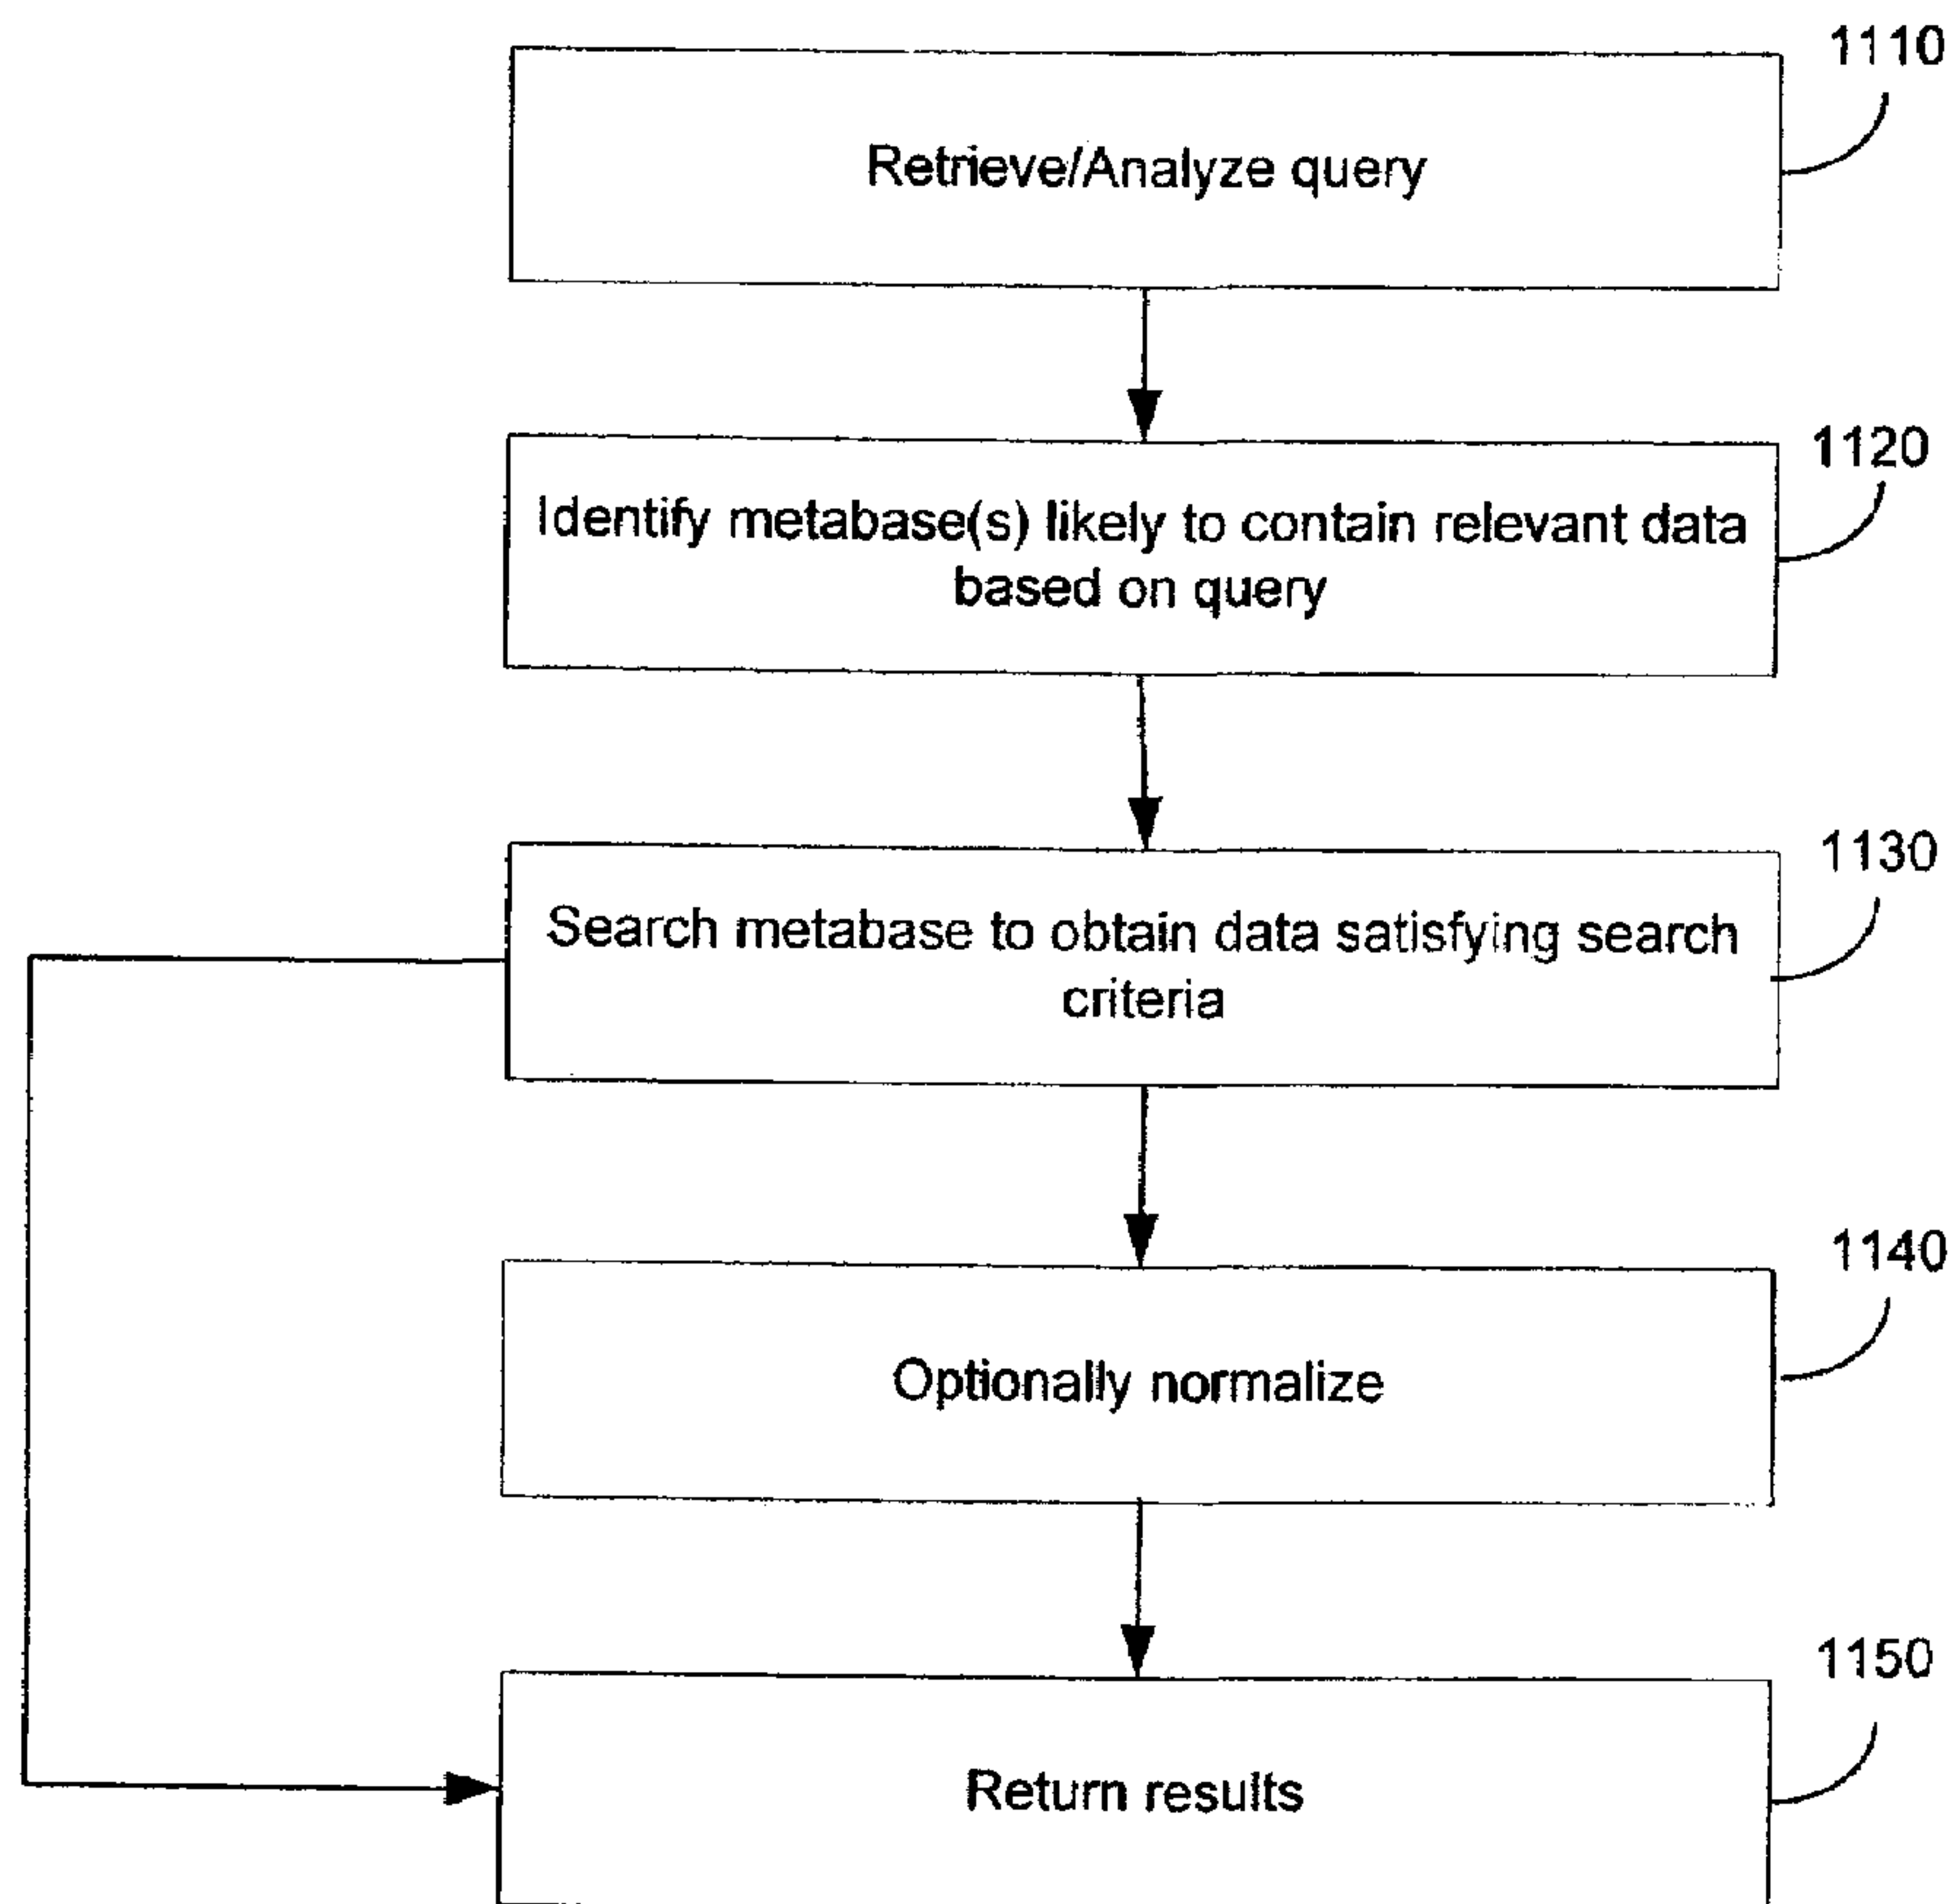 1110
Retrieve/Analyze query
1120
Identify metabase(s) likely to contain relevant data
based on query
1130
Search metabase to obtain data satisfying search
criteria
1140
Optionally normalize
1150
Return results